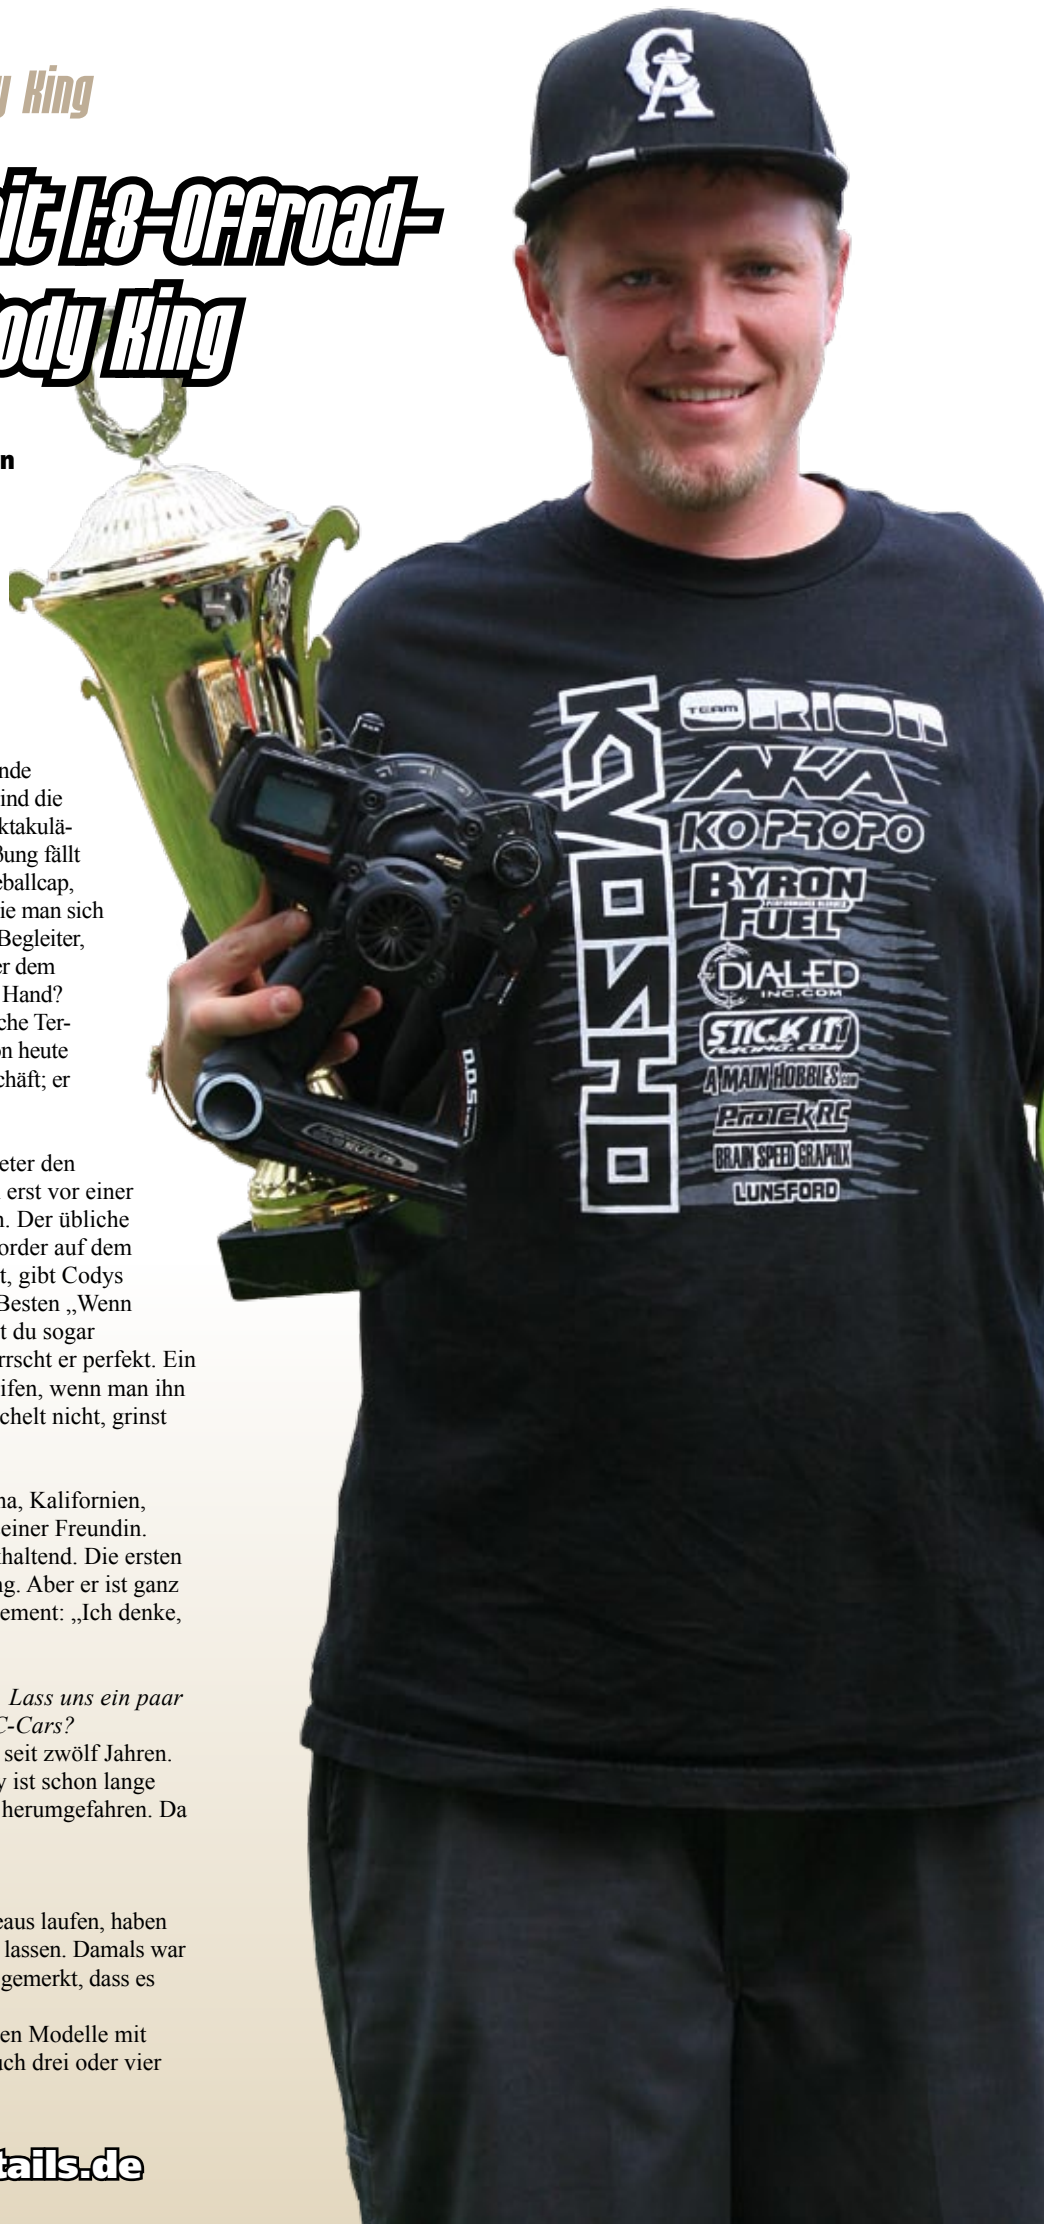 y King
it 1:8-Offroad-
ody King
n
nde
ind die
ktakulä-
ßung fällt
eballcap,
ie man sich
Begleiter,
er dem
Hand?
che Ter-
on heute
chäft; er
eter den
erst vor einer
n. Der übliche
order auf dem
t, gibt Codys
Besten „Wenn
t du sogar
rrscht er perfekt. Ein
ifen, wenn man ihn
chelt nicht, grinst
na, Kalifornien,
einer Freundin.
khaltend. Die ersten
ng. Aber er ist ganz
ement: „Ich denke,
Lass uns ein paar
C-Cars?
seit zwölf Jahren.
y ist schon lange
herumgefahren. Da
eaus laufen, haben
lassen. Damals war
gemerkt, dass es
en Modelle mit
uch drei oder vier
tails.de
CA
KYOSHO
TEAM ORION
AKA
KO PROPO
BYRON
PERFORMANCE BLENDED
FUEL
DIALED
INC.COM
STICK IT1
RACING.COM
A MAIN HOBBIES.COM
ProTek RC
BRAIN SPEED GRAPHIX
LUNSFORD